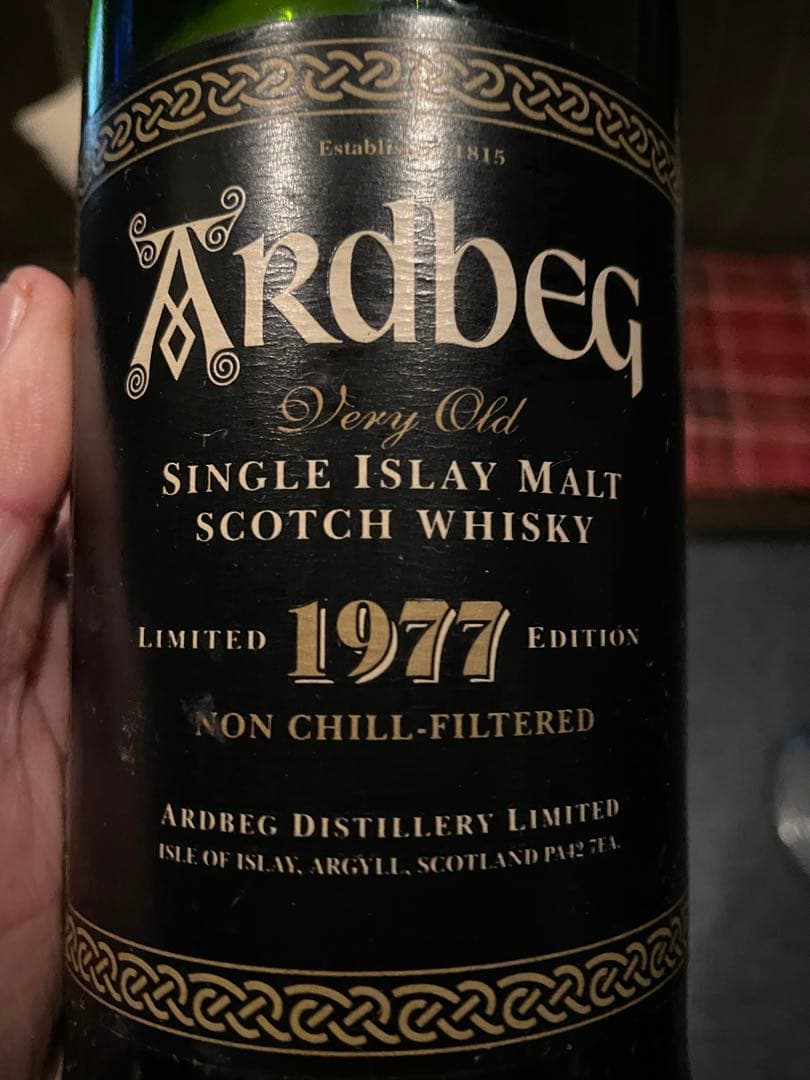 Established 1815
Ardbeg
Very Old
SINGLE ISLAY MALT
SCOTCH WHISKY
LIMITED 1977 EDITION
NON CHILL-FILTERED
ARDBEG DISTILLERY LIMITED
ISLE OF ISLAY, ARGYLL, SCOTLAND PA42 7EA.